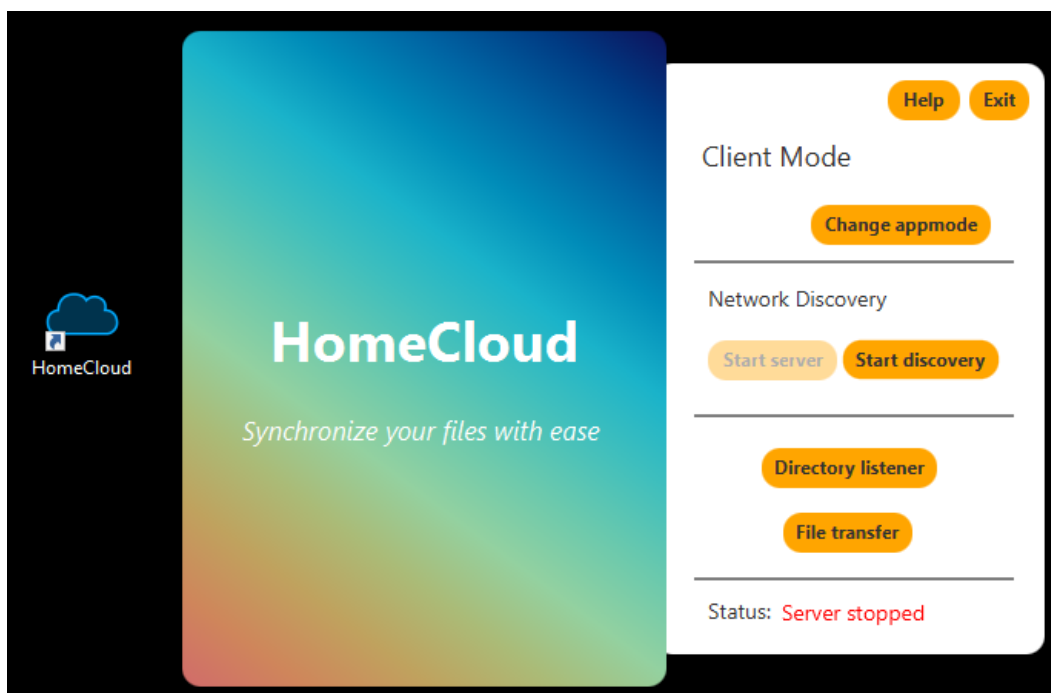 HomeCloud
HomeCloud
Synchronize your files with ease
Help Exit
Client Mode
Change appmode
Network Discovery
Start server Start discovery
Directory listener
File transfer
Status: Server stopped